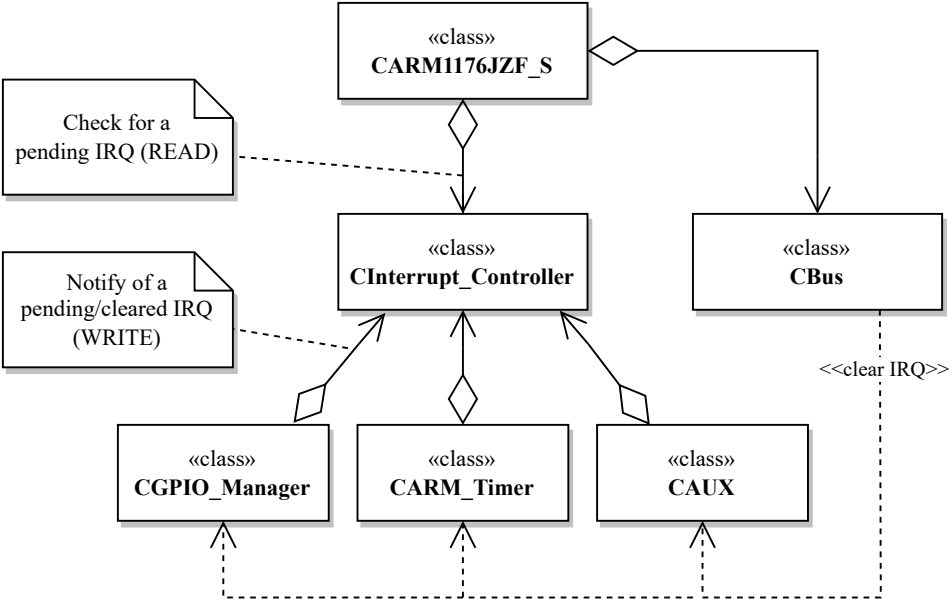 «class»
CARM1176JZF_S
Check for a
pending IRQ (READ)
«class»
CInterrupt_Controller
«class»
CBus
Notify of a
pending/cleared IRQ
(WRITE)
<<clear IRQ>>
«class»
CGPIO_Manager
«class»
CARM_Timer
«class»
CAUX